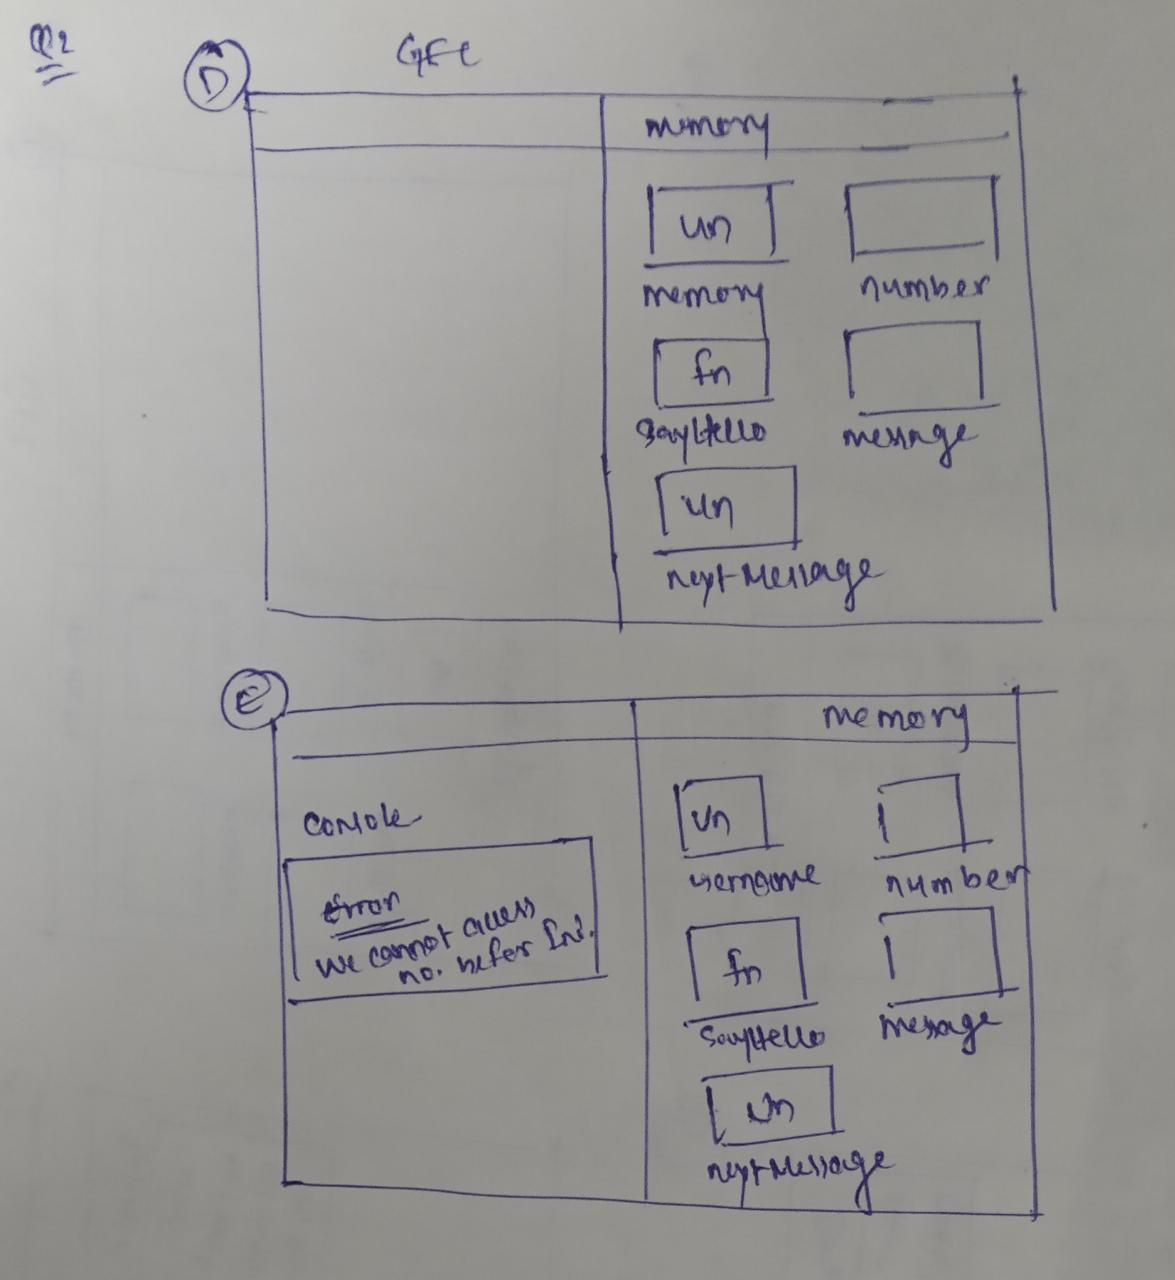 Q2
D
GEC
memory
un
memory
number
fn
sayHello
message
un
nextMessage
E
memory
console
error
we cannot access
no. befor Ini.
un
username
number
fn
sayHello
message
un
nextMessage